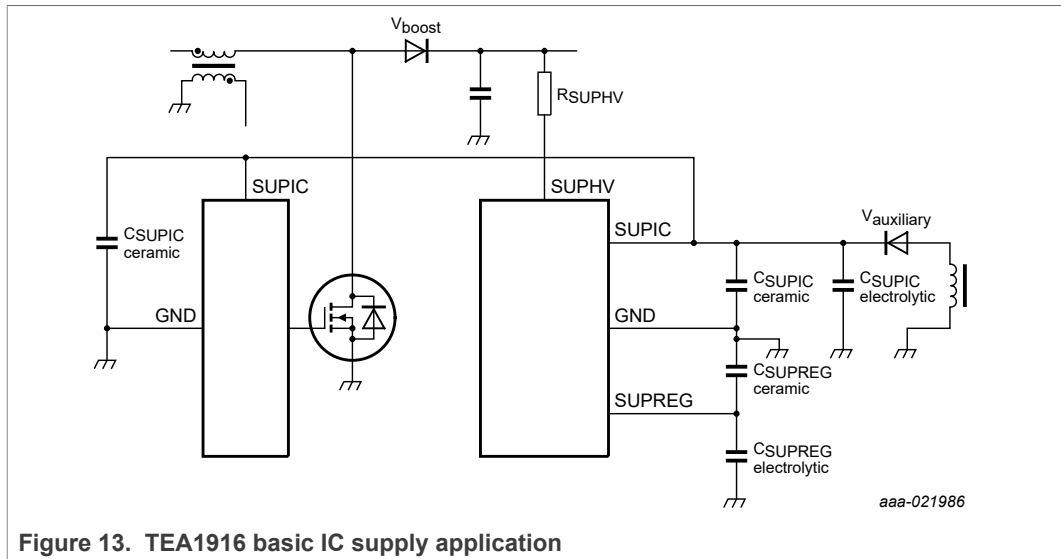 Vboost
RSUPHV
SUPIC
SUPHV
SUPIC
Vauxiliary
CSUPIC
ceramic
CSUPIC
ceramic
CSUPIC
electrolytic
GND
GND
CSUPREG
ceramic
SUPREG
CSUPREG
electrolytic
aaa-021986
Figure 13. TEA1916 basic IC supply application